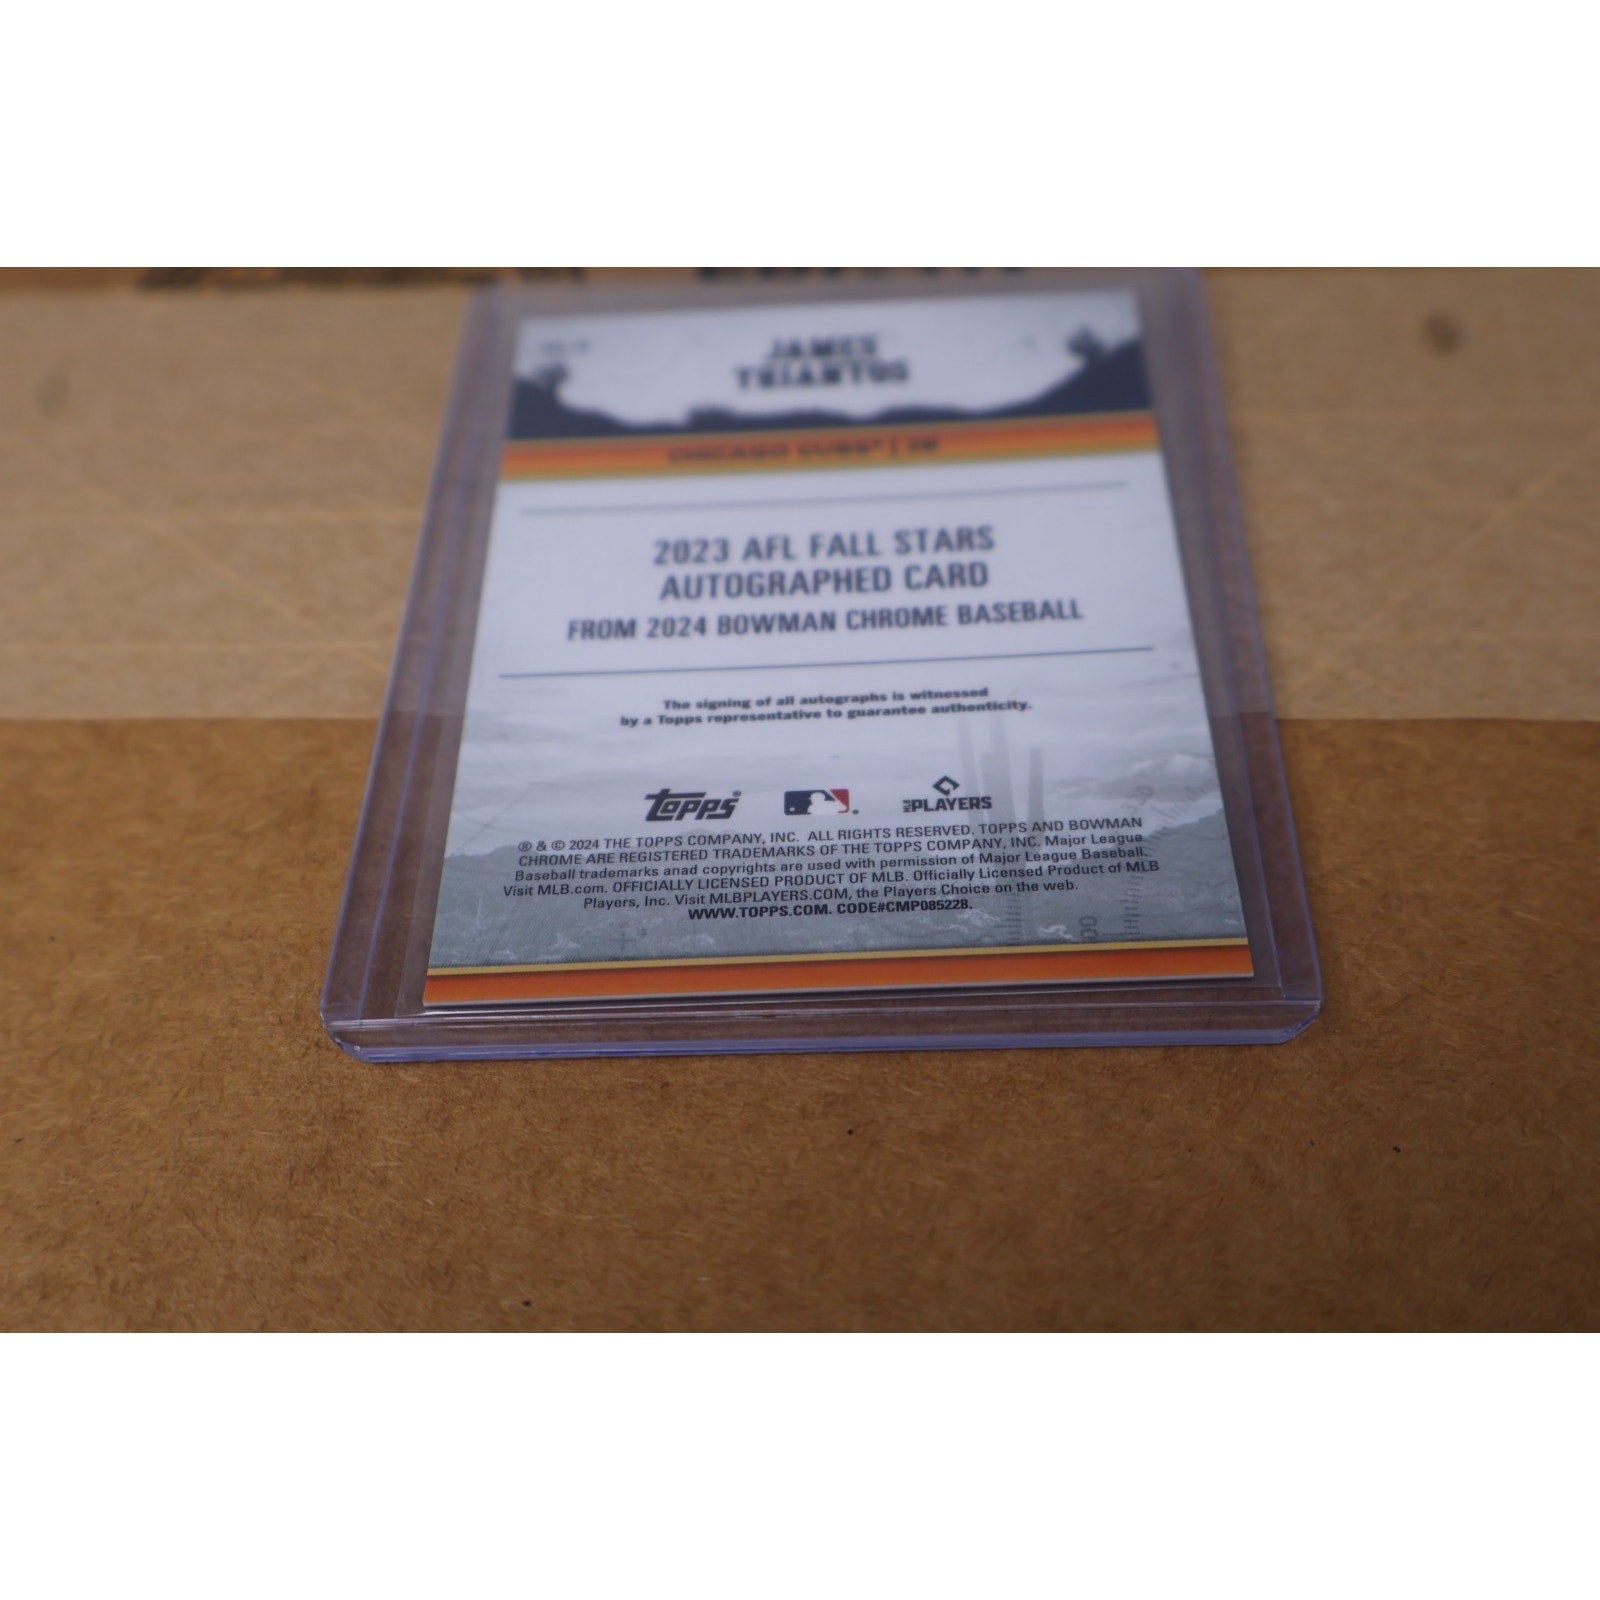 JAMES
TRIANTOS
CHICAGO CUBS® | 2B
2023 AFL FALL STARS
AUTOGRAPHED CARD
FROM 2024 BOWMAN CHROME BASEBALL
The signing of all autographs is witnessed
by a Topps representative to guarantee authenticity.
topps® MLB PLAYERS
® & © 2024 THE TOPPS COMPANY, INC. ALL RIGHTS RESERVED. TOPPS AND BOWMAN
CHROME ARE REGISTERED TRADEMARKS OF THE TOPPS COMPANY, INC. Major League
Baseball trademarks anad copyrights are used with permission of Major League Baseball.
Visit MLB.com. OFFICIALLY LICENSED PRODUCT OF MLB. Officially Licensed Product of MLB
Players, Inc. Visit MLBPLAYERS.COM, the Players Choice on the web.
WWW.TOPPS.COM. CODE#CMP085228.